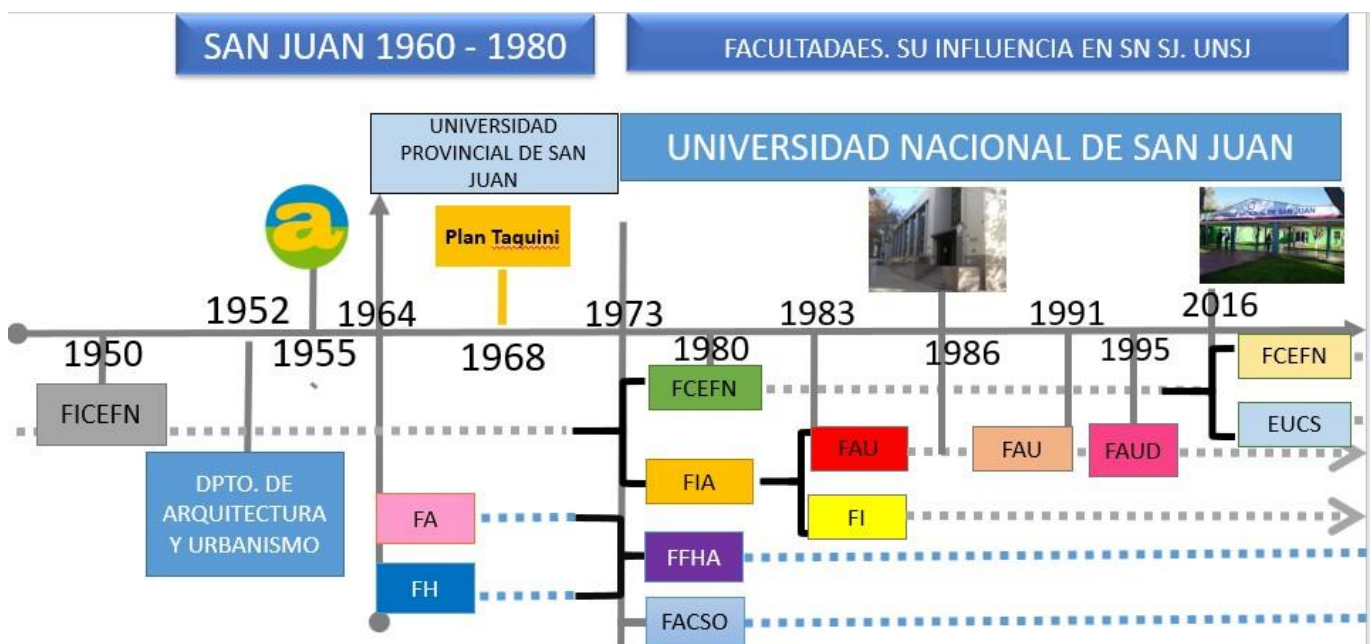 SAN JUAN 1960 - 1980
FACULTADAES. SU INFLUENCIA EN SN SJ. UNSJ
UNIVERSIDAD
PROVINCIAL DE SAN
JUAN
UNIVERSIDAD NACIONAL DE SAN JUAN
a
Plan Taquini
1952
1964
1973
1983
1991
2016
1950
1955
1968
1980
1986
1995
FICEFN
FCEFN
FCEFN
EUCS
DPTO. DE
ARQUITECTURA
Y URBANISMO
FAU
FAU
FAUD
FIA
FA
FI
FFHA
FH
FACSO